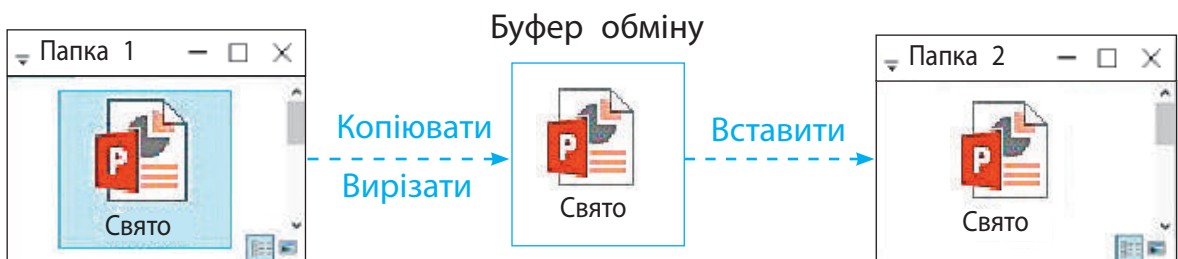 Буфер обміну
Папка 1
Папка 2
P
Свято
Копіювати
Вирізати
P
Свято
Вставити
P
Свято